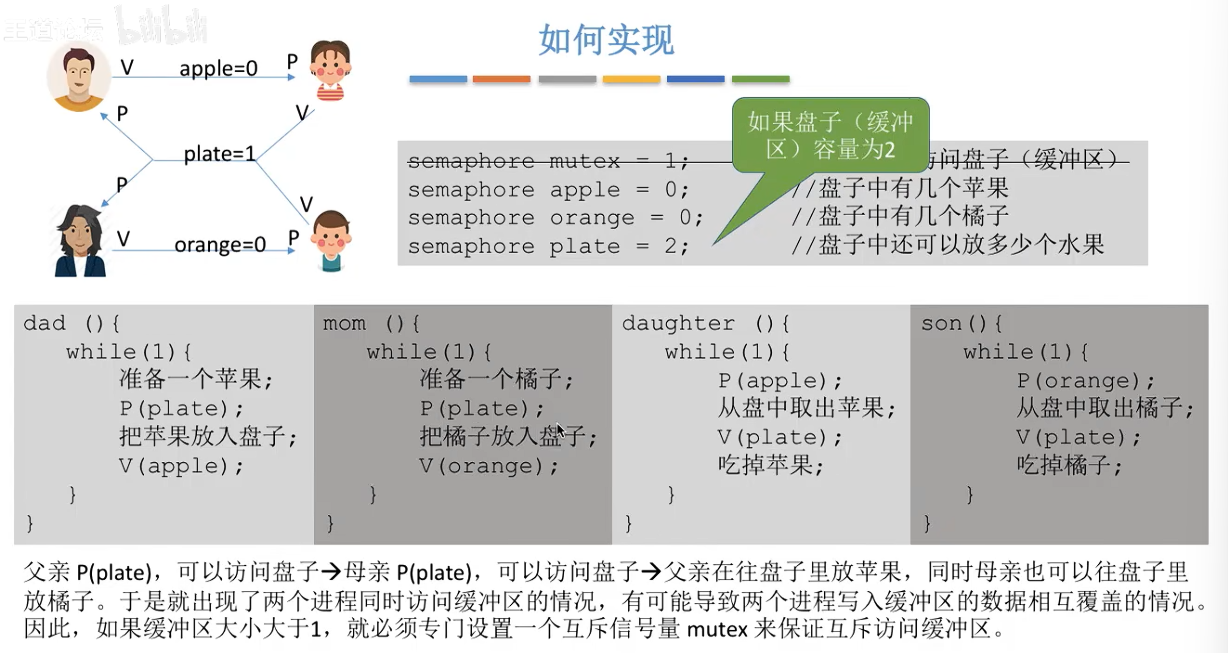 王道论坛 bilibili
如何实现
V apple=0 P
P V
plate=1
P V
V orange=0 P
如果盘子（缓冲
区）容量为2
semaphore mutex = 1; 访问盘子（缓冲区）
semaphore apple = 0; //盘子中有几个苹果
semaphore orange = 0; //盘子中有几个橘子
semaphore plate = 2; //盘子中还可以放多少个水果
dad (){
while(1){
准备一个苹果;
P(plate);
把苹果放入盘子;
V(apple);
}
}
mom (){
while(1){
准备一个橘子;
P(plate);
把橘子放入盘子;
V(orange);
}
}
daughter (){
while(1){
P(apple);
从盘中取出苹果;
V(plate);
吃掉苹果;
}
}
son(){
while(1){
P(orange);
从盘中取出橘子;
V(plate);
吃掉橘子;
}
}
父亲 P(plate)，可以访问盘子→母亲 P(plate)，可以访问盘子→父亲在往盘子里放苹果，同时母亲也可以往盘子里
放橘子。于是就出现了两个进程同时访问缓冲区的情况，有可能导致两个进程写入缓冲区的数据相互覆盖的情况。
因此，如果缓冲区大小大于1，就必须专门设置一个互斥信号量 mutex 来保证互斥访问缓冲区。